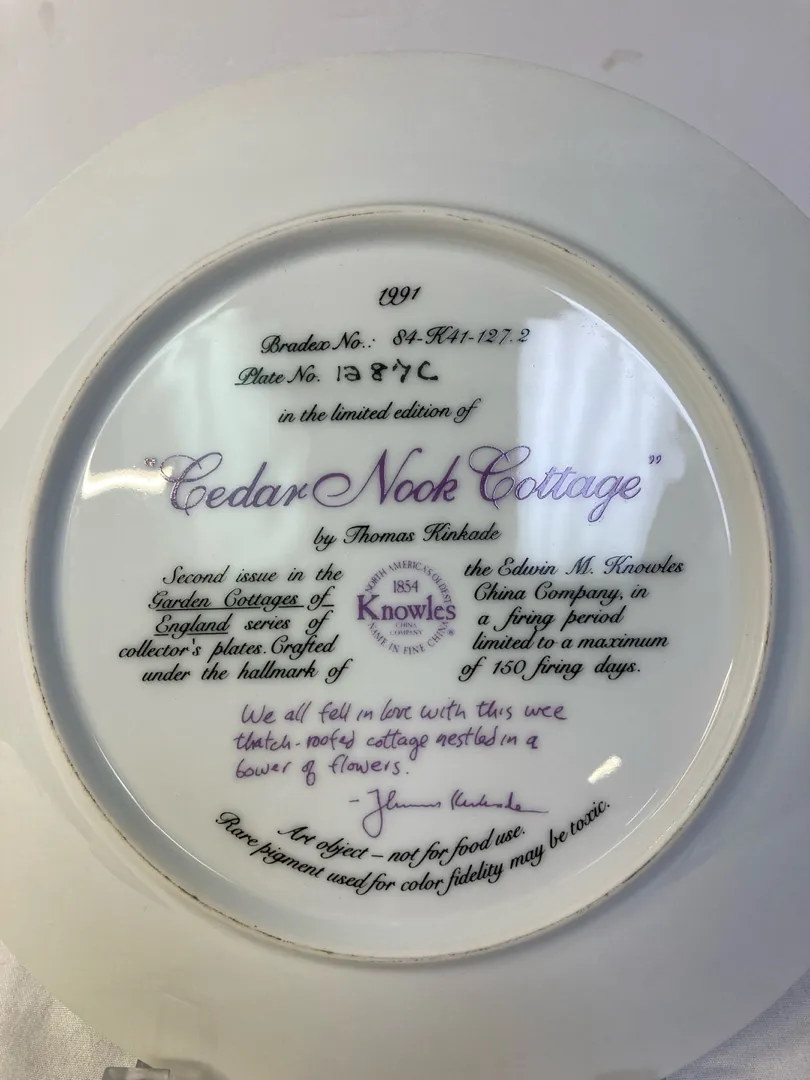 1991
Bradex No.: 84-K41-127.2
Plate No. 1387C
in the limited edition of
"Cedar Nook Cottage"
by Thomas Kinkade
Second issue in the
Garden Cottages of
England series of
collector's plates. Crafted
under the hallmark of
NORTH AMERICA'S OLDEST
1854
Knowles
CHINA
COMPANY
®
NAME IN FINE CHINA
the Edwin M. Knowles
China Company, in
a firing period
limited to a maximum
of 150 firing days.
We all fell in love with this wee
thatch-roofed cottage nestled in a
bower of flowers.
- Thomas Kinkade
Art object – not for food use.
Rare pigment used for color fidelity may be toxic.